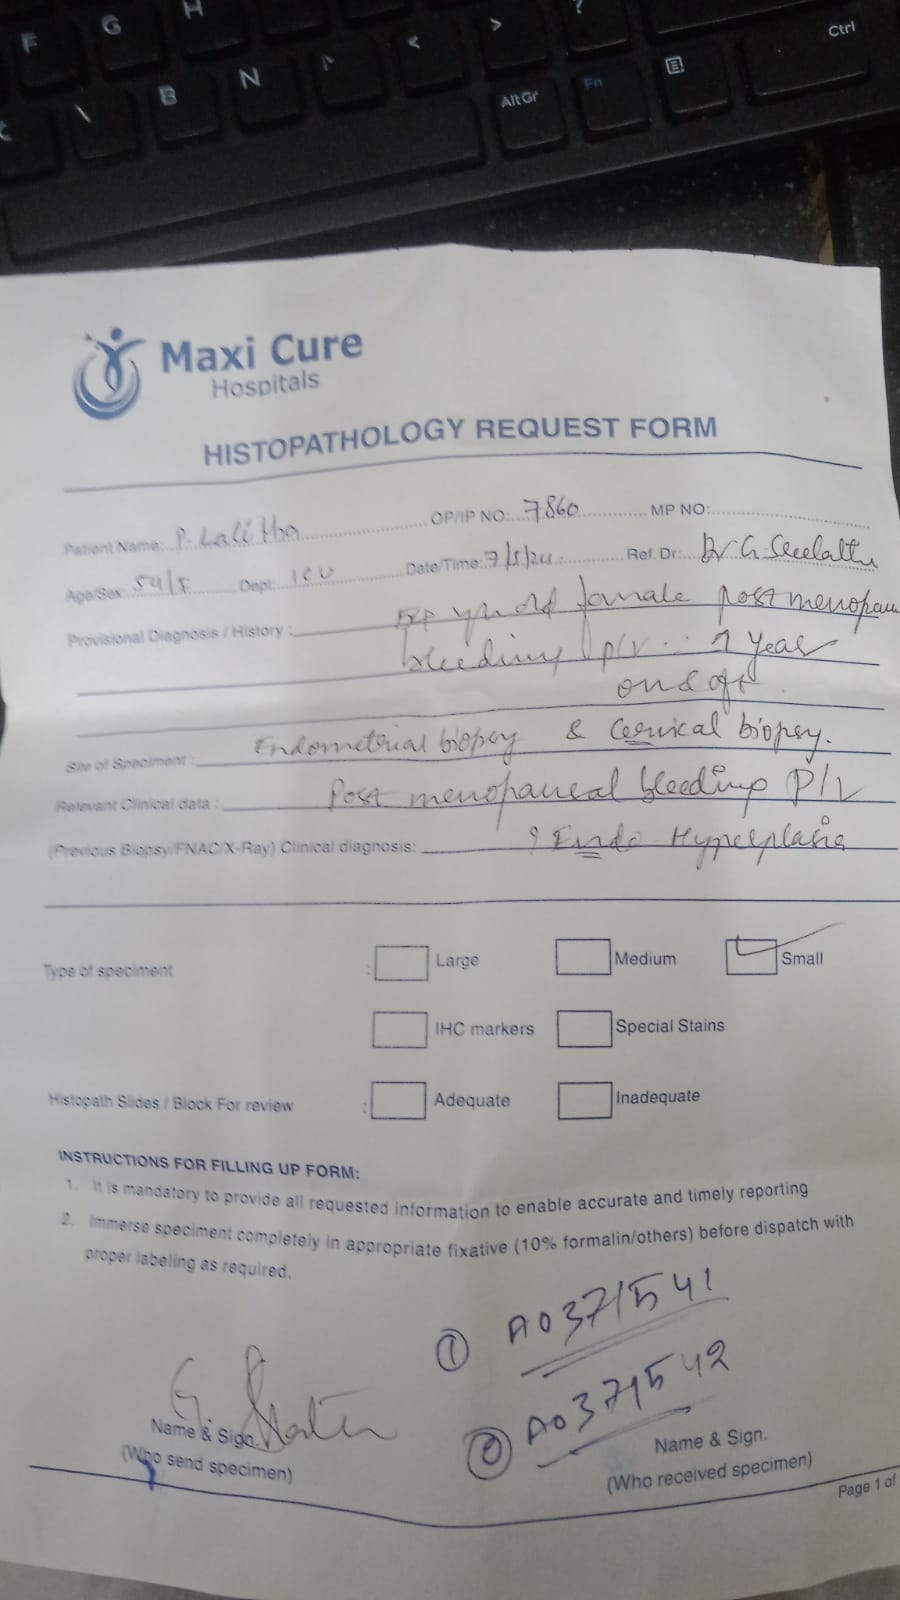 F G H < > ?
\ B N Alt Gr Fn Ctrl
Maxi Cure
Hospitals
HISTOPATHOLOGY REQUEST FORM
Patient Name: P. Lalitha OP/IP NO: 7860 MP NO:
Age/Sex: 54/F Dept: ICU Date/Time: 7/5/24 Ref. Dr: Dr G.
Provisional Diagnosis / History : old female post menopau
bleeding p/v 1 year
on & off
Site of Specimen : Endometrial biopsy & Cervical biopsy.
Relevant Clinical data : Post menopausal bleeding P/V
(Previous Biopsy/FNAC/X-Ray) Clinical diagnosis: ? Endo Hyperplasia
Type of speciment : Large Medium Small
IHC markers Special Stains
Histopath Slides / Block For review : Adequate Inadequate
INSTRUCTIONS FOR FILLING UP FORM:
1. It is mandatory to provide all requested information to enable accurate and timely reporting
2. Immerse speciment completely in appropriate fixative (10% formalin/others) before dispatch with
proper labeling as required.
① A0371541
② A0371542
Name & Sign.
(Who send specimen)
Name & Sign.
(Who received specimen)
Page 1 of